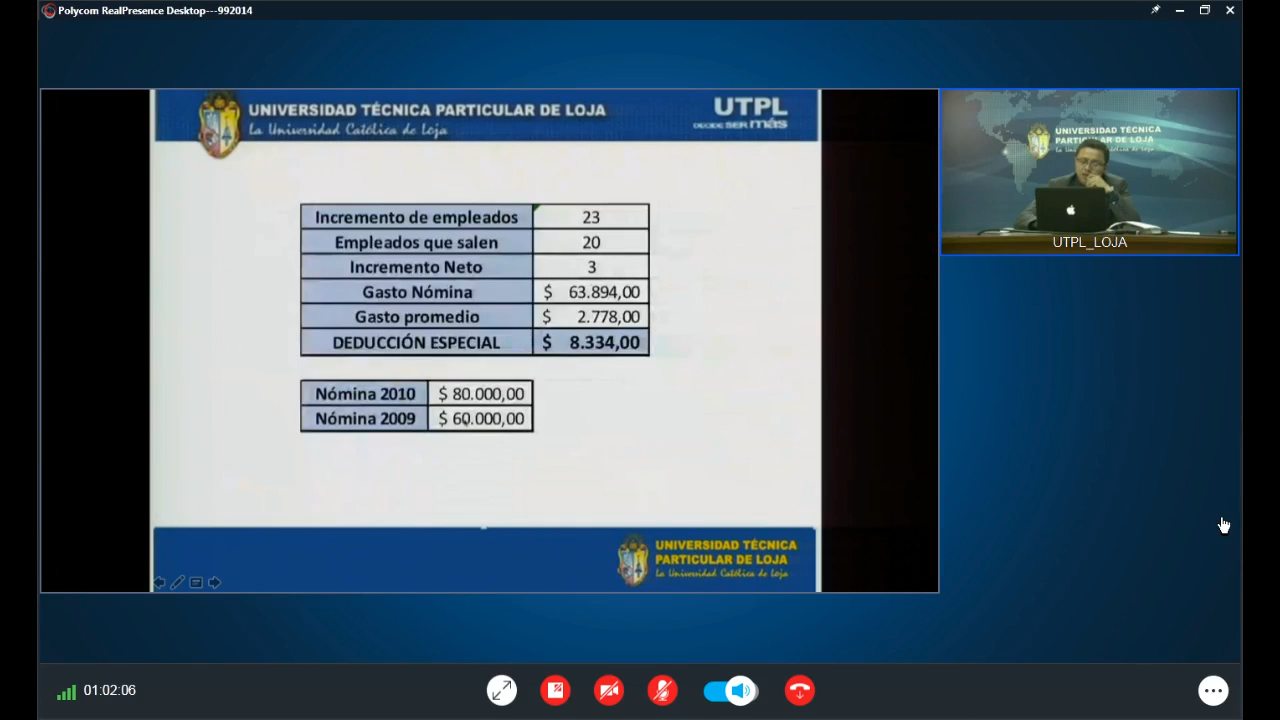 Polycom RealPresence Desktop---992014
UNIVERSIDAD TÉCNICA PARTICULAR DE LOJA
La Universidad Católica de Loja
UTPL
DECIDE SER más
Incremento de empleados 23
Empleados que salen 20
Incremento Neto 3
Gasto Nómina $ 63.894,00
Gasto promedio $ 2.778,00
DEDUCCIÓN ESPECIAL $ 8.334,00
Nómina 2010 $ 80.000,00
Nómina 2009 $ 60.000,00
UNIVERSIDAD TÉCNICA
PARTICULAR DE LOJA
La Universidad Católica de Loja
UNIVERSIDAD TÉCNICA
PARTICULAR DE LOJA
UTPL_LOJA
01:02:06